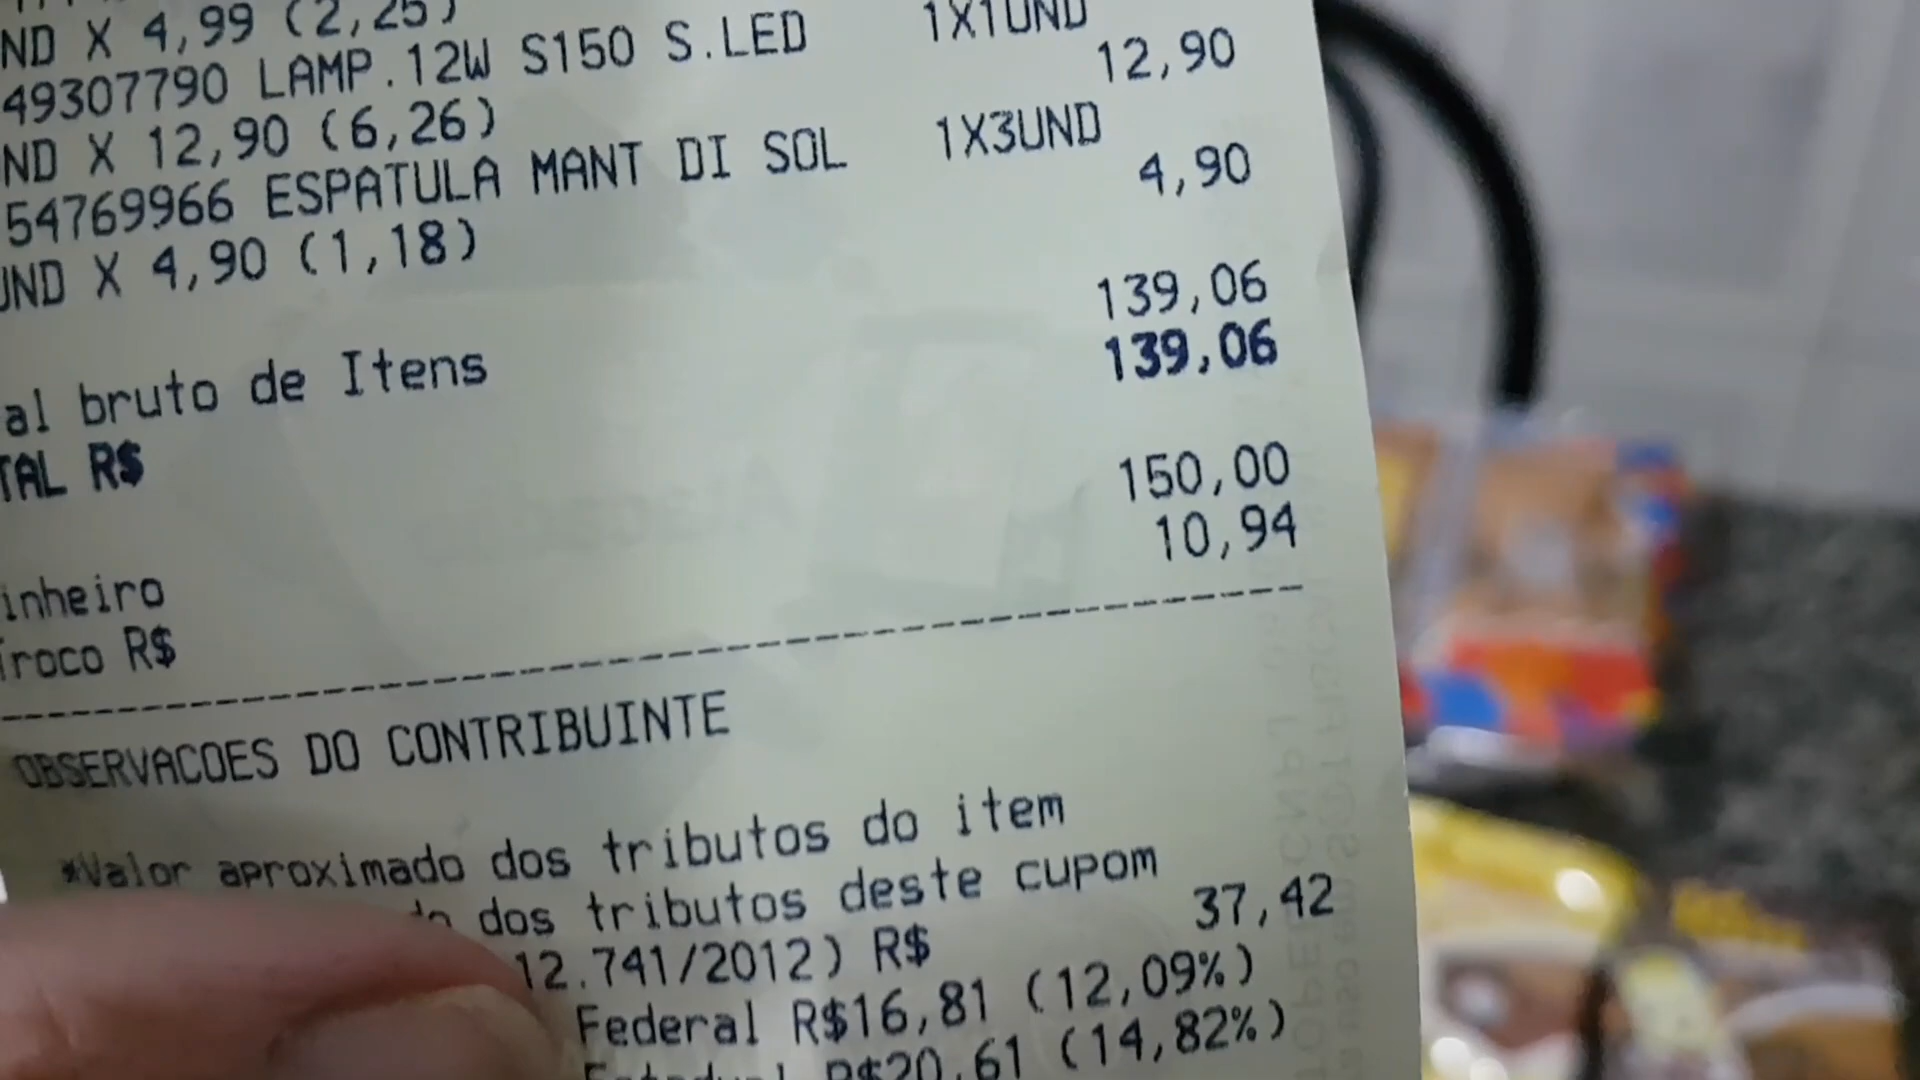 ND X 4,99 (2,25)
49307790 LAMP.12W S150 S.LED 1X1UND
ND X 12,90 (6,26) 12,90
54769966 ESPATULA MANT DI SOL 1X3UND
UND X 4,90 (1,18) 4,90
al bruto de Itens 139,06
TAL R$ 139,06
inheiro 150,00
Troco R$ 10,94
OBSERVACOES DO CONTRIBUINTE
*Valor aproximado dos tributos do item
dos tributos deste cupom
12.741/2012) R$ 37,42
Federal R$16,81 (12,09%)
Estadual R$20,61 (14,82%)